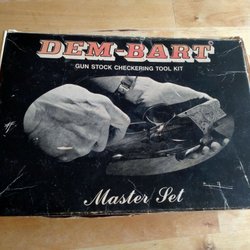 DEM-BART
GUN STOCK CHECKERING TOOL KIT
Master Set